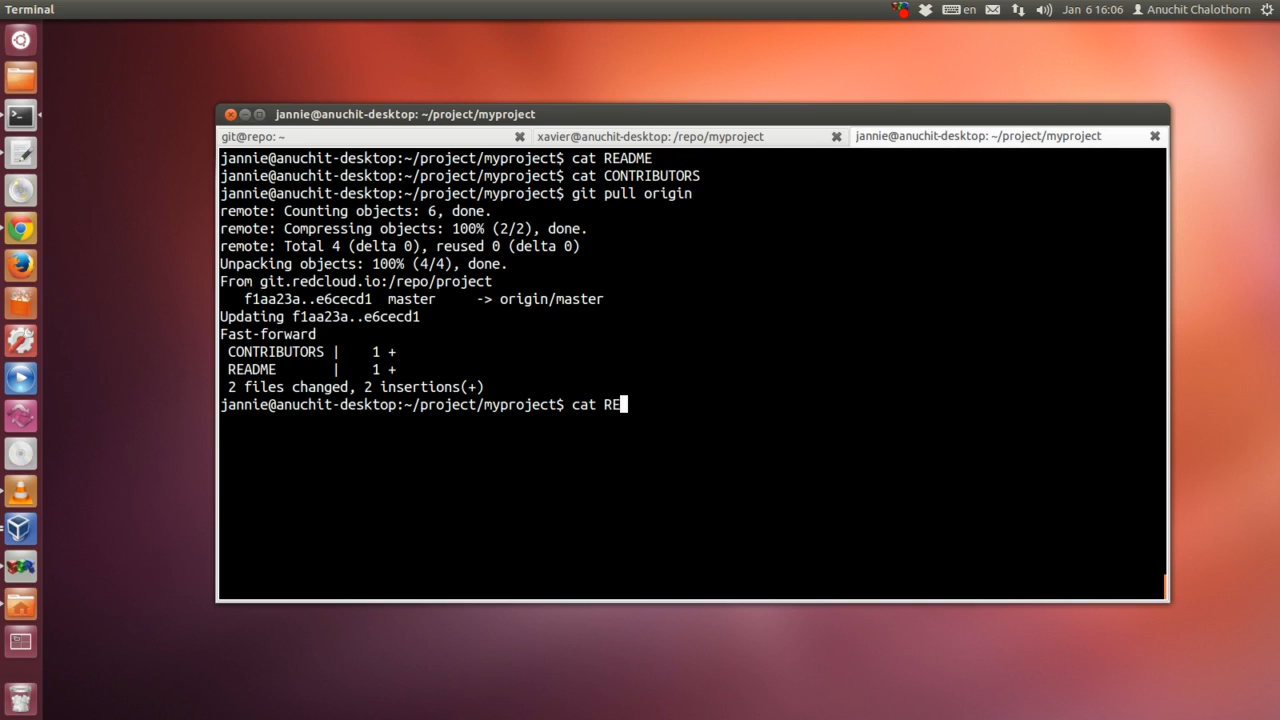 Terminal
en
Jan 6 16:06
Anuchit Chalothorn
jannie@anuchit-desktop: ~/project/myproject
git@repo: ~
xavier@anuchit-desktop: /repo/myproject
jannie@anuchit-desktop: ~/project/myproject
jannie@anuchit-desktop:~/project/myproject$ cat README
jannie@anuchit-desktop:~/project/myproject$ cat CONTRIBUTORS
jannie@anuchit-desktop:~/project/myproject$ git pull origin
remote: Counting objects: 6, done.
remote: Compressing objects: 100% (2/2), done.
remote: Total 4 (delta 0), reused 0 (delta 0)
Unpacking objects: 100% (4/4), done.
From git.redcloud.io:/repo/project
   f1aa23a..e6cecd1  master     -> origin/master
Updating f1aa23a..e6cecd1
Fast-forward
 CONTRIBUTORS |    1 +
 README       |    1 +
 2 files changed, 2 insertions(+)
jannie@anuchit-desktop:~/project/myproject$ cat RE